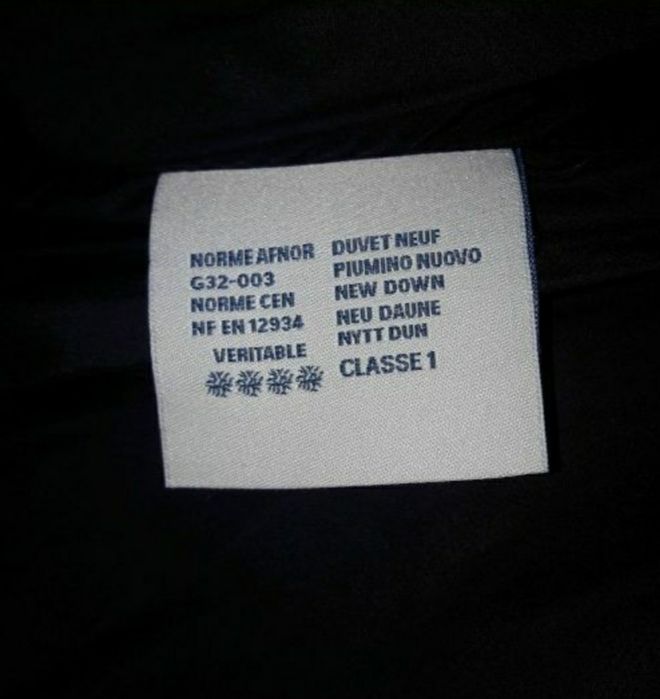 NORME AFNOR
G32-003
NORME CEN
NF EN 12934
VERITABLE
DUVET NEUF
PIUMINO NUOVO
NEW DOWN
NEU DAUNE
NYTT DUN
CLASSE 1